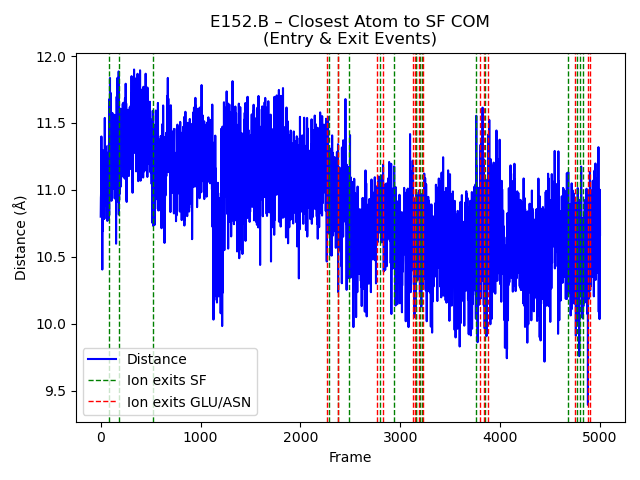 E152.B – Closest Atom to SF COM
(Entry & Exit Events)
12.0
11.5
11.0
10.5
10.0
9.5
Distance (Å)
Distance
Ion exits SF
Ion exits GLU/ASN
0 1000 2000 3000 4000 5000
Frame